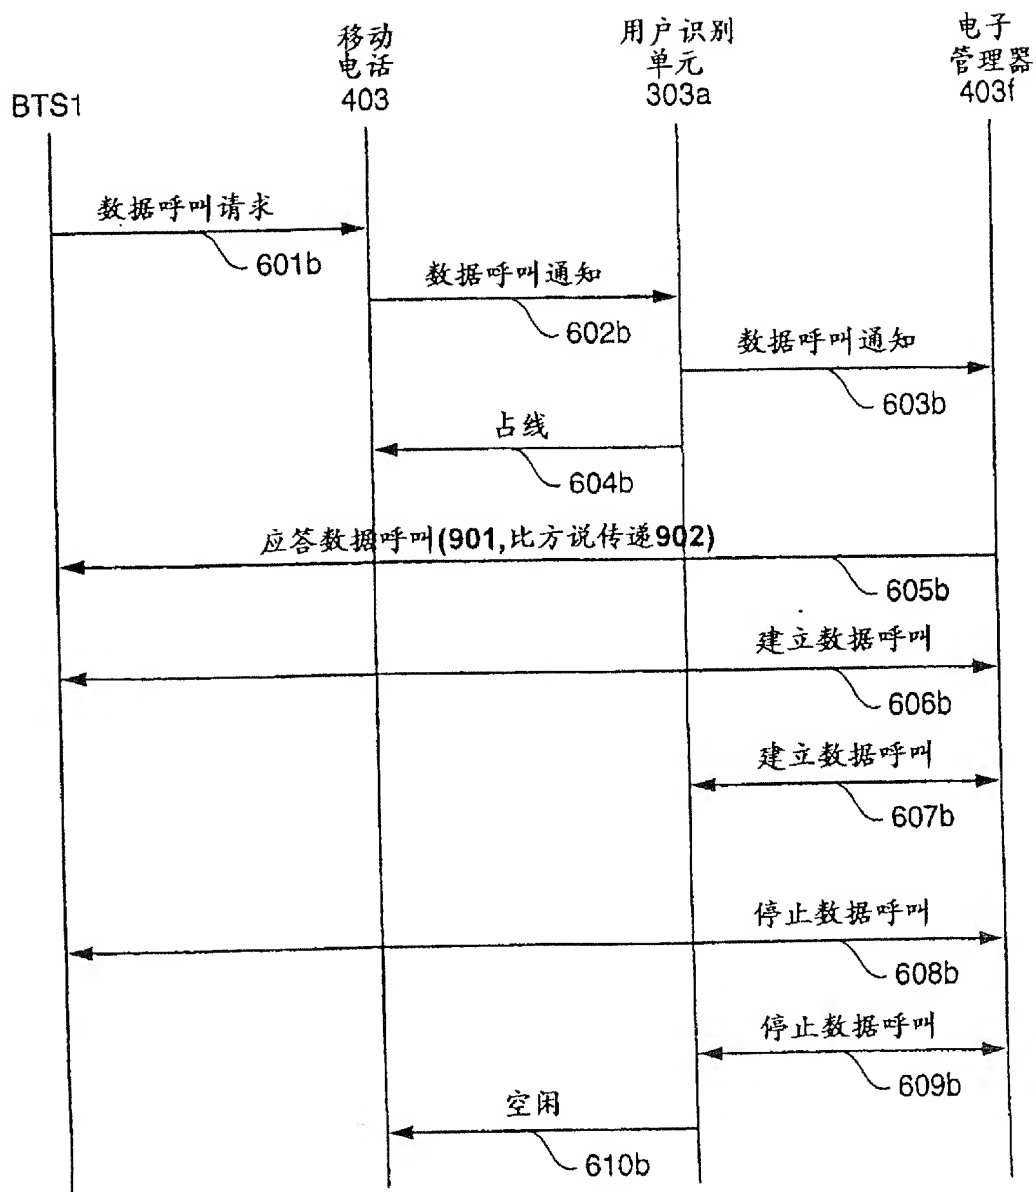 BTS1
移动
电话
403
用户识别
单元
303a
电子
管理器
403f
数据呼叫请求
601b
数据呼叫通知
602b
数据呼叫通知
603b
占线
604b
应答数据呼叫(901,比方说传递902)
605b
建立数据呼叫
606b
建立数据呼叫
607b
停止数据呼叫
608b
停止数据呼叫
609b
空闲
610b